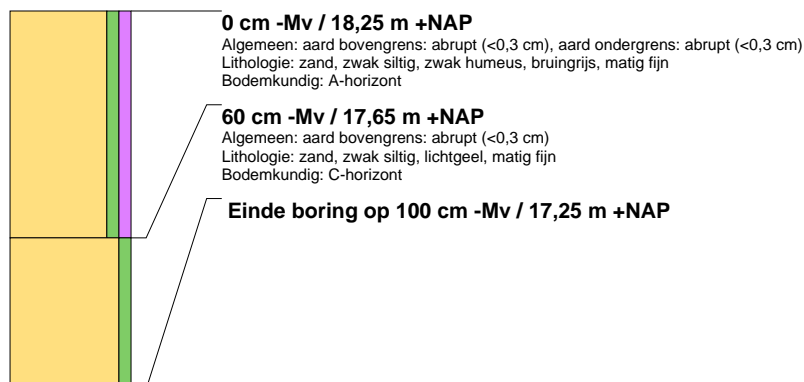 0 cm -Mv / 18,25 m +NAP
Algemeen: aard bovengrens: abrupt (<0,3 cm), aard ondergrens: abrupt (<0,3 cm)
Lithologie: zand, zwak siltig, zwak humeus, bruingrijs, matig fijn
Bodemkundig: A-horizont
60 cm -Mv / 17,65 m +NAP
Algemeen: aard bovengrens: abrupt (<0,3 cm)
Lithologie: zand, zwak siltig, lichtgeel, matig fijn
Bodemkundig: C-horizont
Einde boring op 100 cm -Mv / 17,25 m +NAP